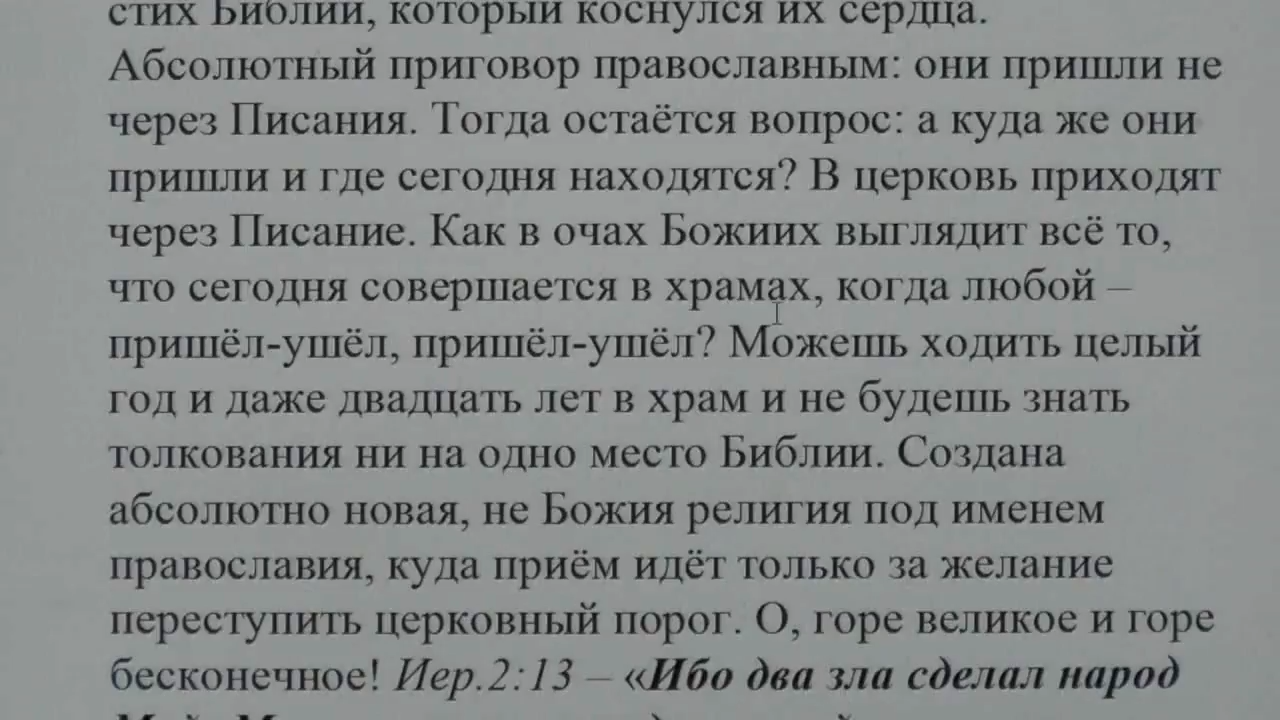 стих Библии, который коснулся их сердца.
Абсолютный приговор православным: они пришли не
через Писания. Тогда остаётся вопрос: а куда же они
пришли и где сегодня находятся? В церковь приходят
через Писание. Как в очах Божиих выглядит всё то,
что сегодня совершается в храмах, когда любой –
пришёл-ушёл, пришёл-ушёл? Можешь ходить целый
год и даже двадцать лет в храм и не будешь знать
толкования ни на одно место Библии. Создана
абсолютно новая, не Божия религия под именем
православия, куда приём идёт только за желание
переступить церковный порог. О, горе великое и горе
бесконечное! Иер.2:13 – «Ибо два зла сделал народ